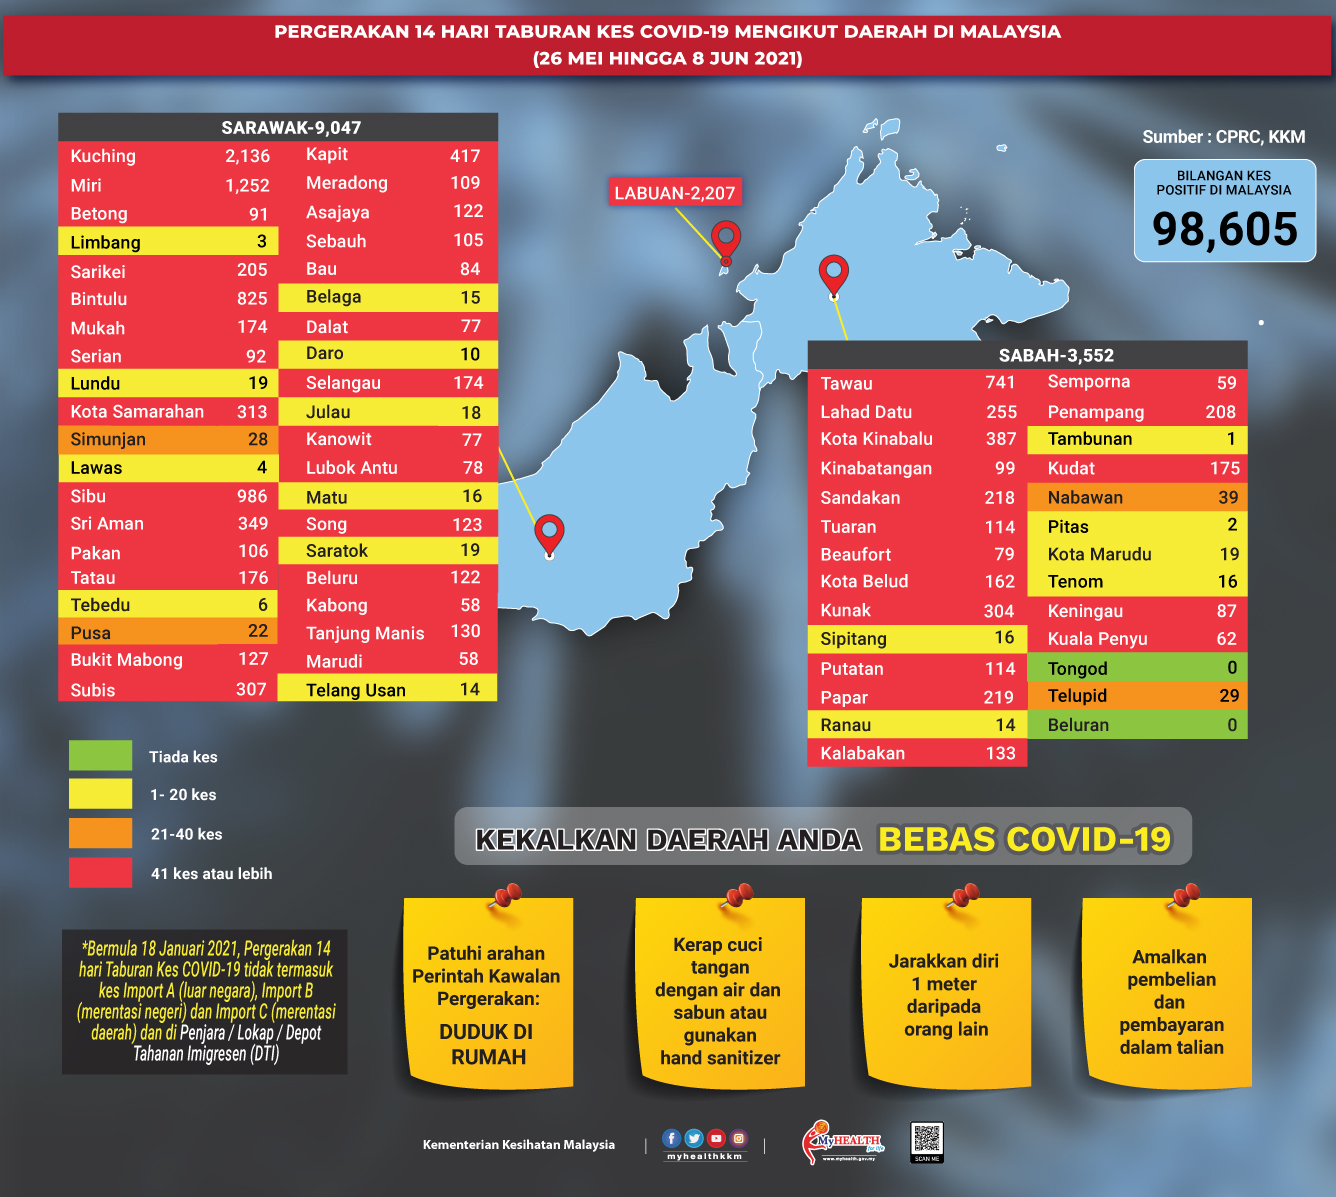 PERGERAKAN 14 HARI TABURAN KES COVID-19 MENGIKUT DAERAH DI MALAYSIA
(26 MEI HINGGA 8 JUN 2021)
Sumber : CPRC, KKM
BILANGAN KES
POSITIF DI MALAYSIA
98,605
LABUAN-2,207
SARAWAK-9,047
Kuching 2,136
Miri 1,252
Betong 91
Limbang 3
Sarikei 205
Bintulu 825
Mukah 174
Serian 92
Lundu 19
Kota Samarahan 313
Simunjan 28
Lawas 4
Sibu 986
Sri Aman 349
Pakan 106
Tatau 176
Tebedu 6
Pusa 22
Bukit Mabong 127
Subis 307
Kapit 417
Meradong 109
Asajaya 122
Sebauh 105
Bau 84
Belaga 15
Dalat 77
Daro 10
Selangau 174
Julau 18
Kanowit 77
Lubok Antu 78
Matu 16
Song 123
Saratok 19
Beluru 122
Kabong 58
Tanjung Manis 130
Marudi 58
Telang Usan 14
SABAH-3,552
Tawau 741
Lahad Datu 255
Kota Kinabalu 387
Kinabatangan 99
Sandakan 218
Tuaran 114
Beaufort 79
Kota Belud 162
Kunak 304
Sipitang 16
Putatan 114
Papar 219
Ranau 14
Kalabakan 133
Semporna 59
Penampang 208
Tambunan 1
Kudat 175
Nabawan 39
Pitas 2
Kota Marudu 19
Tenom 16
Keningau 87
Kuala Penyu 62
Tongod 0
Telupid 29
Beluran 0
Tiada kes
1- 20 kes
21-40 kes
41 kes atau lebih
*Bermula 18 Januari 2021, Pergerakan 14
hari Taburan Kes COVID-19 tidak termasuk
kes Import A (luar negara), Import B
(merentasi negeri) dan Import C (merentasi
daerah) dan di Penjara / Lokap / Depot
Tahanan Imigresen (DTI)
KEKALKAN DAERAH ANDA BEBAS COVID-19
Patuhi arahan
Perintah Kawalan
Pergerakan:
DUDUK DI
RUMAH
Kerap cuci
tangan
dengan air dan
sabun atau
gunakan
hand sanitizer
Jarakkan diri
1 meter
daripada
orang lain
Amalkan
pembelian
dan
pembayaran
dalam talian
Kementerian Kesihatan Malaysia
myhealthkkm
MyHEALTH
for life
www.myhealth.gov.my
SCAN ME